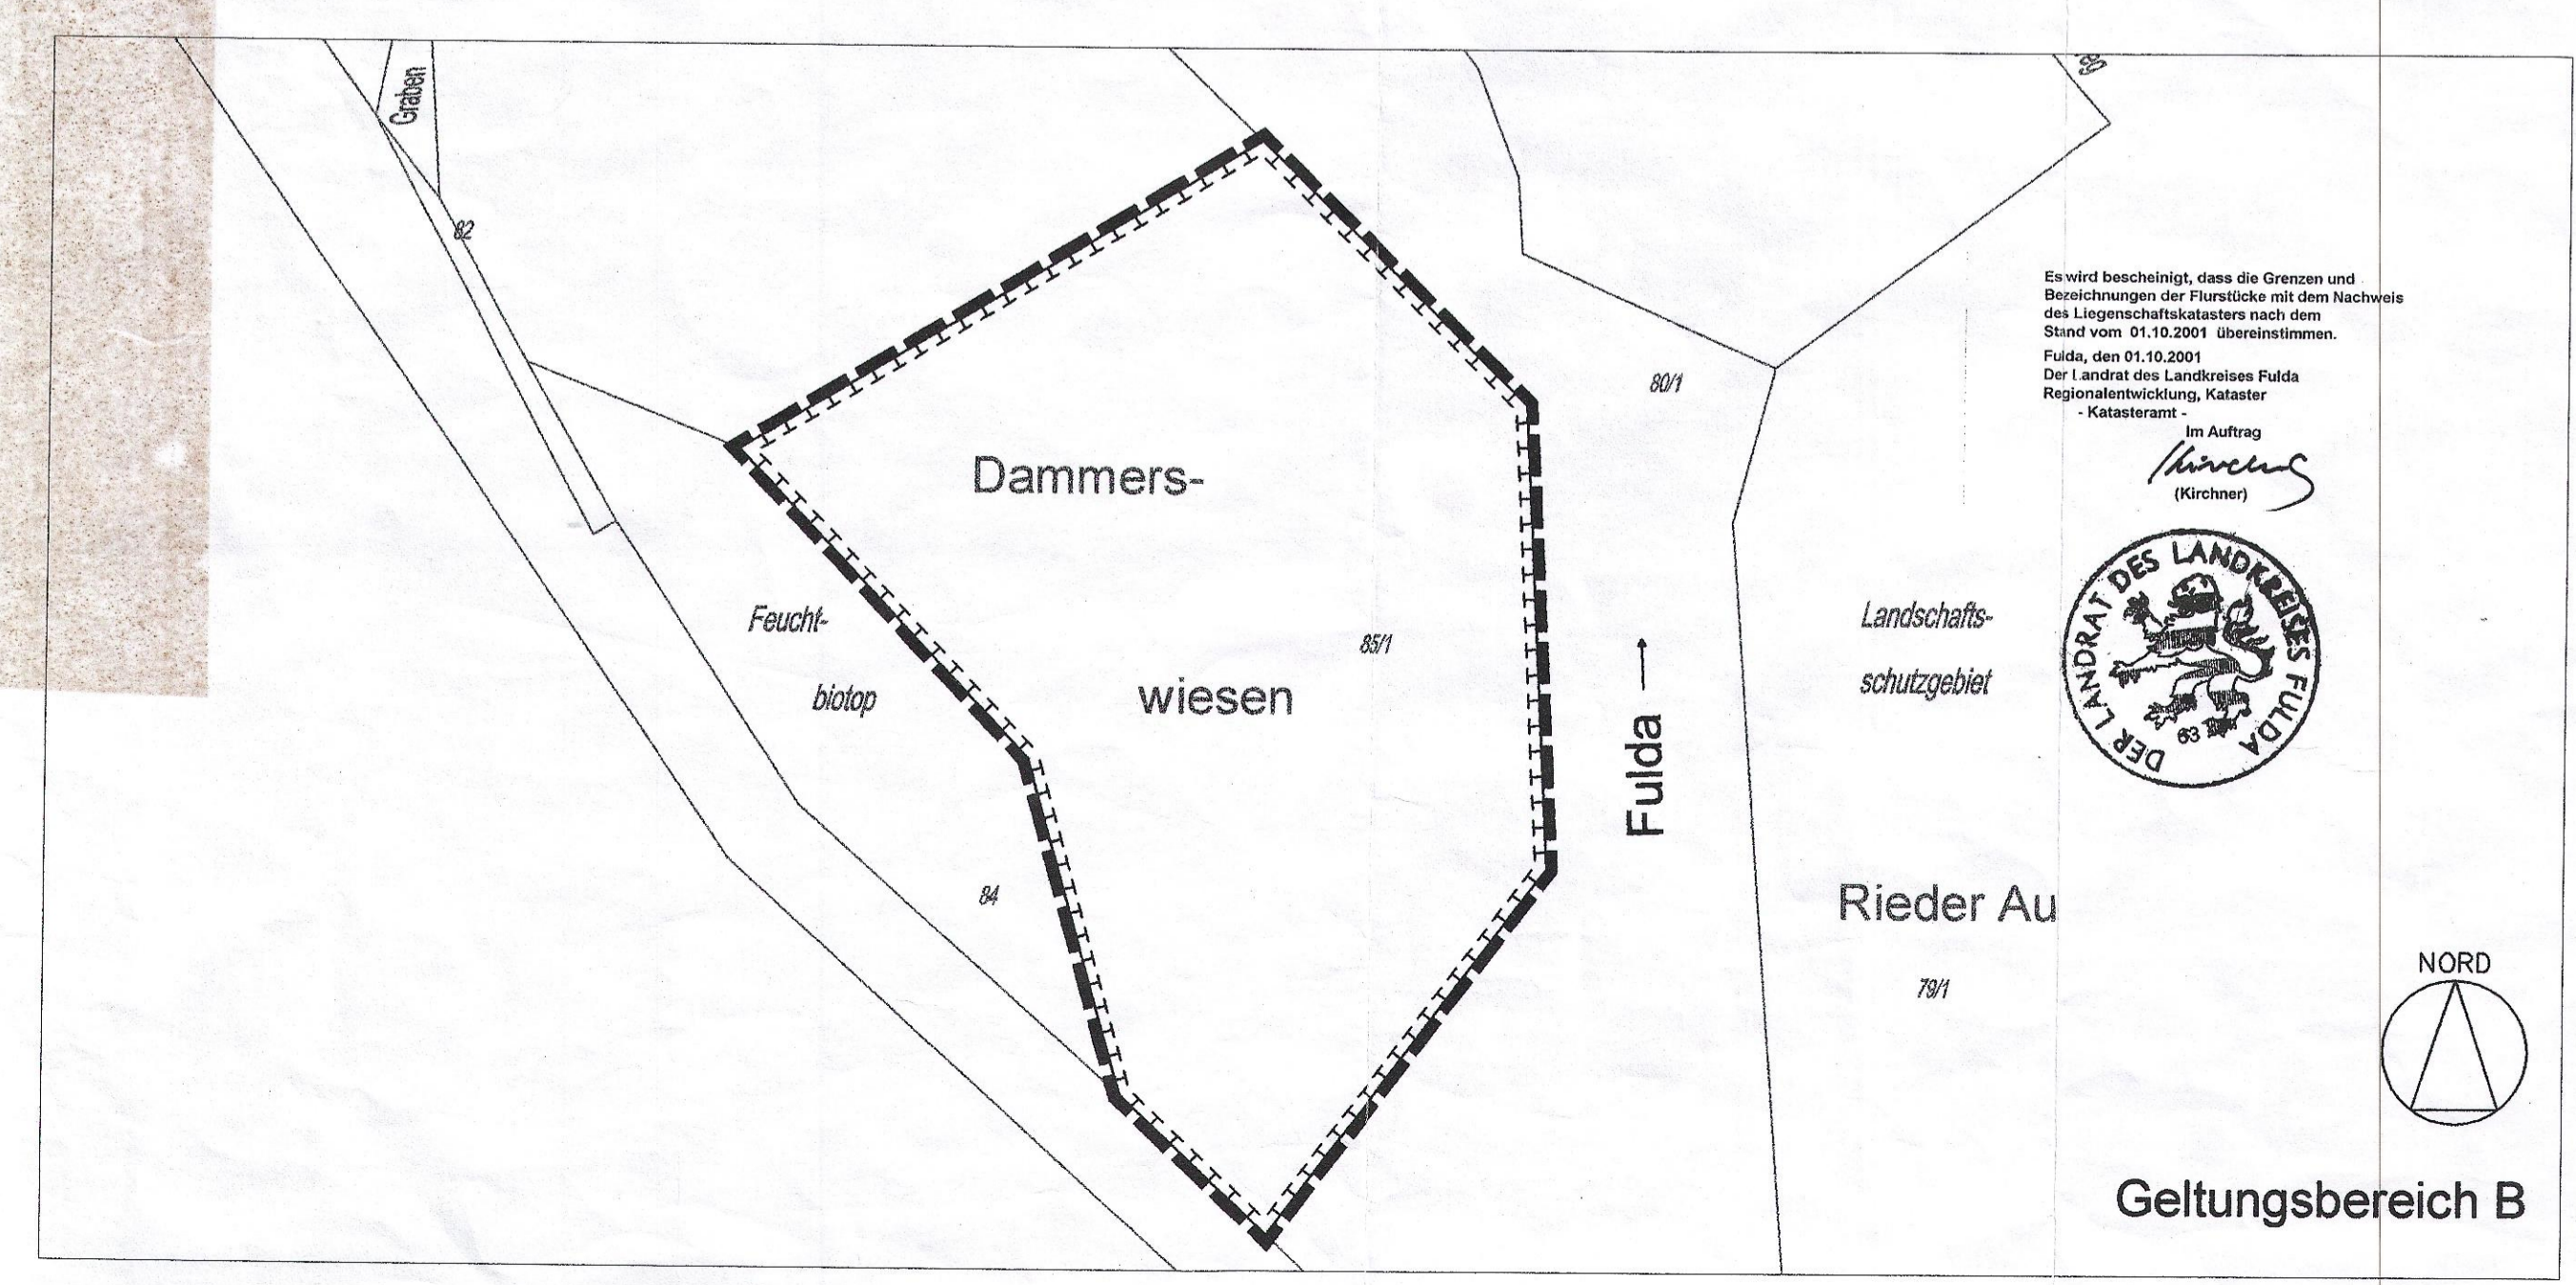 Graben
82
80
Es wird bescheinigt, dass die Grenzen und
Bezeichnungen der Flurstücke mit dem Nachweis
des Liegenschaftskatasters nach dem
Stand vom 01.10.2001 übereinstimmen.
Fulda, den 01.10.2001
Der Landrat des Landkreises Fulda
Regionalentwicklung, Kataster
- Katasteramt -
Im Auftrag
(Kirchner)
80/1
Dammers-
wiesen
85/1
Feucht-
biotop
84
Fulda
Landschafts-
schutzgebiet
DER LANDRAT DES LANDKREISES FULDA
63
Rieder Au
79/1
NORD
Geltungsbereich B